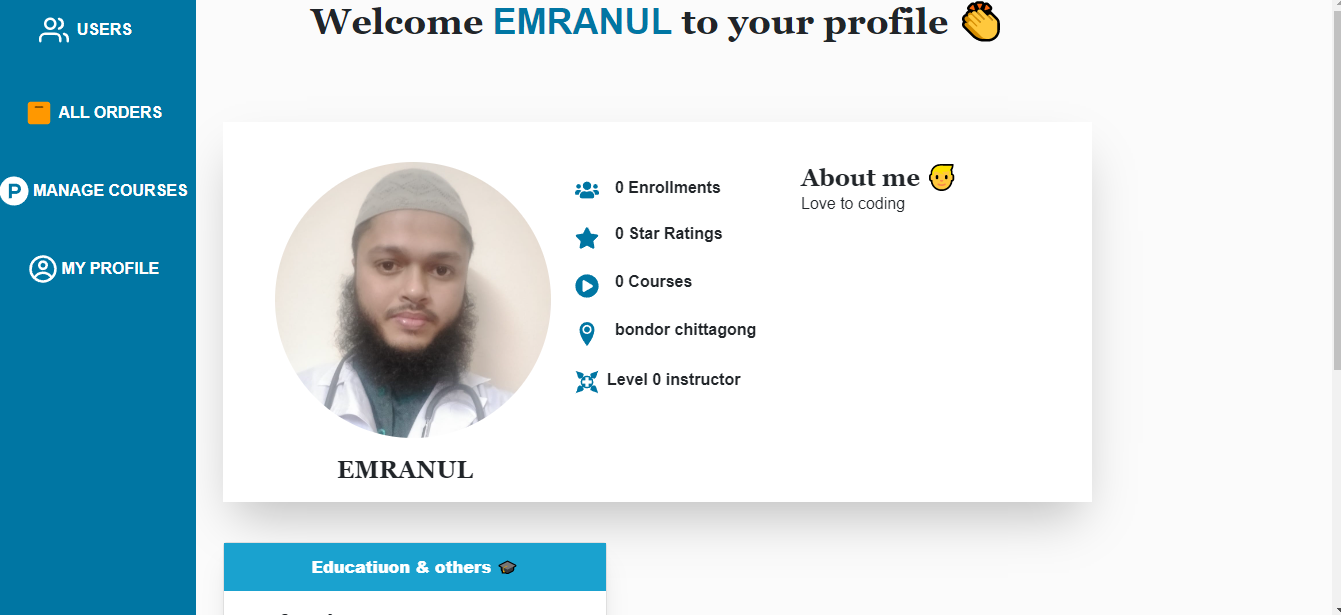 Welcome EMRANUL to your profile 👏
USERS
ALL ORDERS
P MANAGE COURSES
MY PROFILE
0 Enrollments
0 Star Ratings
0 Courses
bondor chittagong
Level 0 instructor
About me 👱
Love to coding
EMRANUL
Educatiuon & others 🎓